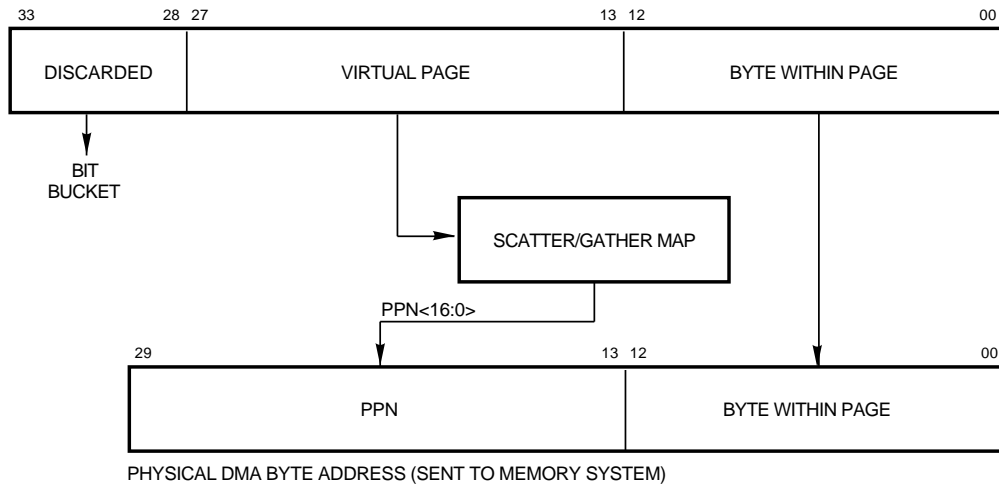 33 28 27 13 12 00
DISCARDED VIRTUAL PAGE BYTE WITHIN PAGE
BIT
BUCKET
SCATTER/GATHER MAP
PPN<16:0>
29 13 12 00
PPN BYTE WITHIN PAGE
PHYSICAL DMA BYTE ADDRESS (SENT TO MEMORY SYSTEM)